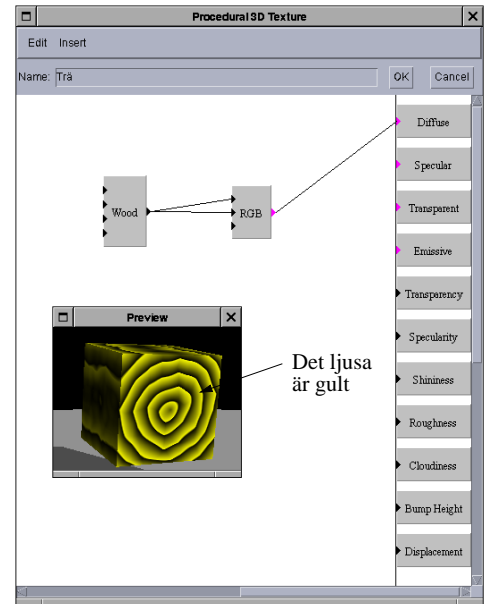 Procedural 3D Texture
Edit Insert
Name: Trä OK Cancel
Diffuse
Specular
Wood
RGB
Transparent
Emissive
Transparency
Preview
Specularity
Det ljusa
är gult
Shininess
Roughness
Cloudiness
Bump Height
Displacement